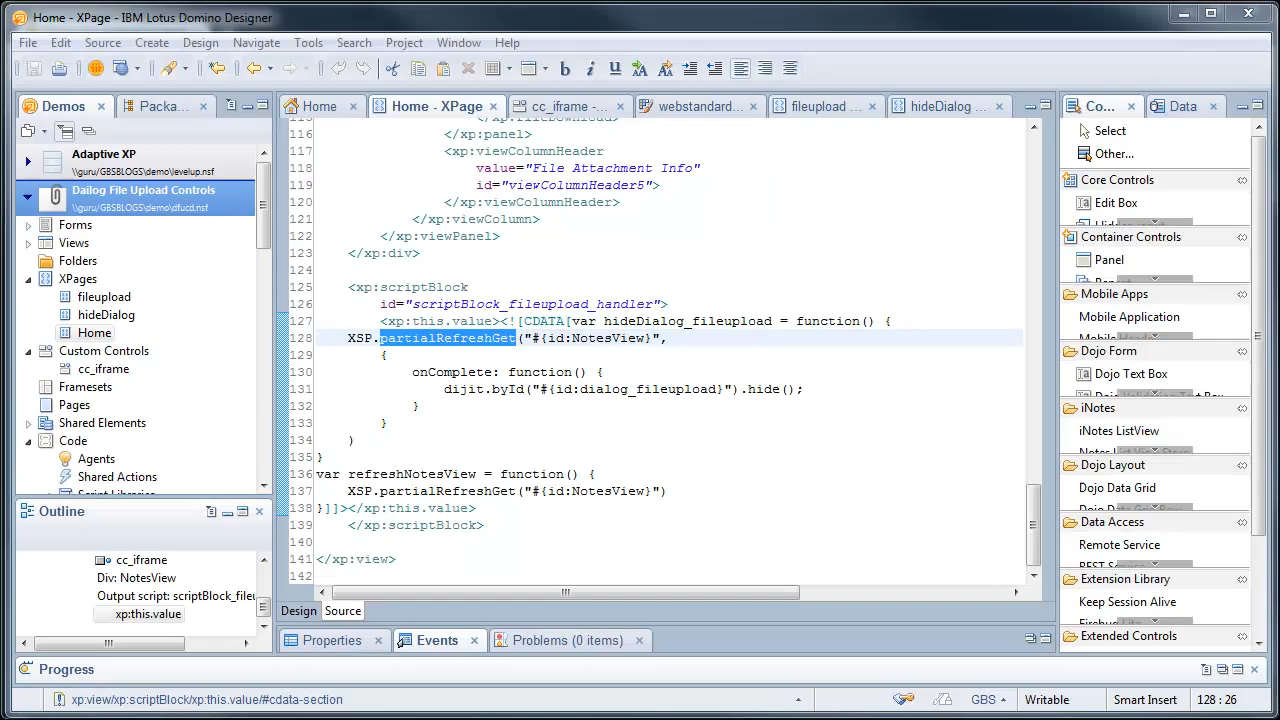 Home - XPage - IBM Lotus Domino Designer
File Edit Source Create Design Navigate Tools Search Project Window Help
Demos Packa...
Home
Home - XPage
cc_iframe -...
webstandard...
fileupload ...
hideDialog ...
Co... Data
Adaptive XP
\\guru/GBSBLOGS\demo\levelup.nsf
Dailog File Upload Controls
\\guru/GBSBLOGS\demo\dfucd.nsf
Forms
Views
Folders
XPages
fileupload
hideDialog
Home
Custom Controls
cc_iframe
Framesets
Pages
Shared Elements
Code
Agents
Shared Actions
Script Libraries
Outline
cc_iframe
Div: NotesView
Output script: scriptBlock_fileu
xp:this.value
115 </xp:fileDownload>
116 </xp:panel>
117 <xp:viewColumnHeader
118 value="File Attachment Info"
119 id="viewColumnHeader5">
120 </xp:viewColumnHeader>
121 </xp:viewColumn>
122 </xp:viewPanel>
123 </xp:div>
124
125 <xp:scriptBlock
126 id="scriptBlock_fileupload_handler">
127 <xp:this.value><![CDATA[var hideDialog_fileupload = function() {
128 XSP.partialRefreshGet("#{id:NotesView}",
129 {
130 onComplete: function() {
131 dijit.byId("#{id:dialog_fileupload}").hide();
132 }
133 }
134 )
135 }
136 var refreshNotesView = function() {
137 XSP.partialRefreshGet("#{id:NotesView}")
138 }]]></xp:this.value>
139 </xp:scriptBlock>
140
141 </xp:view>
142
Design Source
Properties Events Problems (0 items)
Select
Other...
Core Controls
Edit Box
Container Controls
Panel
Mobile Apps
Mobile Application
Dojo Form
Dojo Text Box
iNotes
iNotes ListView
Dojo Layout
Dojo Data Grid
Data Access
Remote Service
Extension Library
Keep Session Alive
Extended Controls
Progress
xp:view/xp:scriptBlock/xp:this.value/#cdata-section
GBS
Writable
Smart Insert
128 : 26